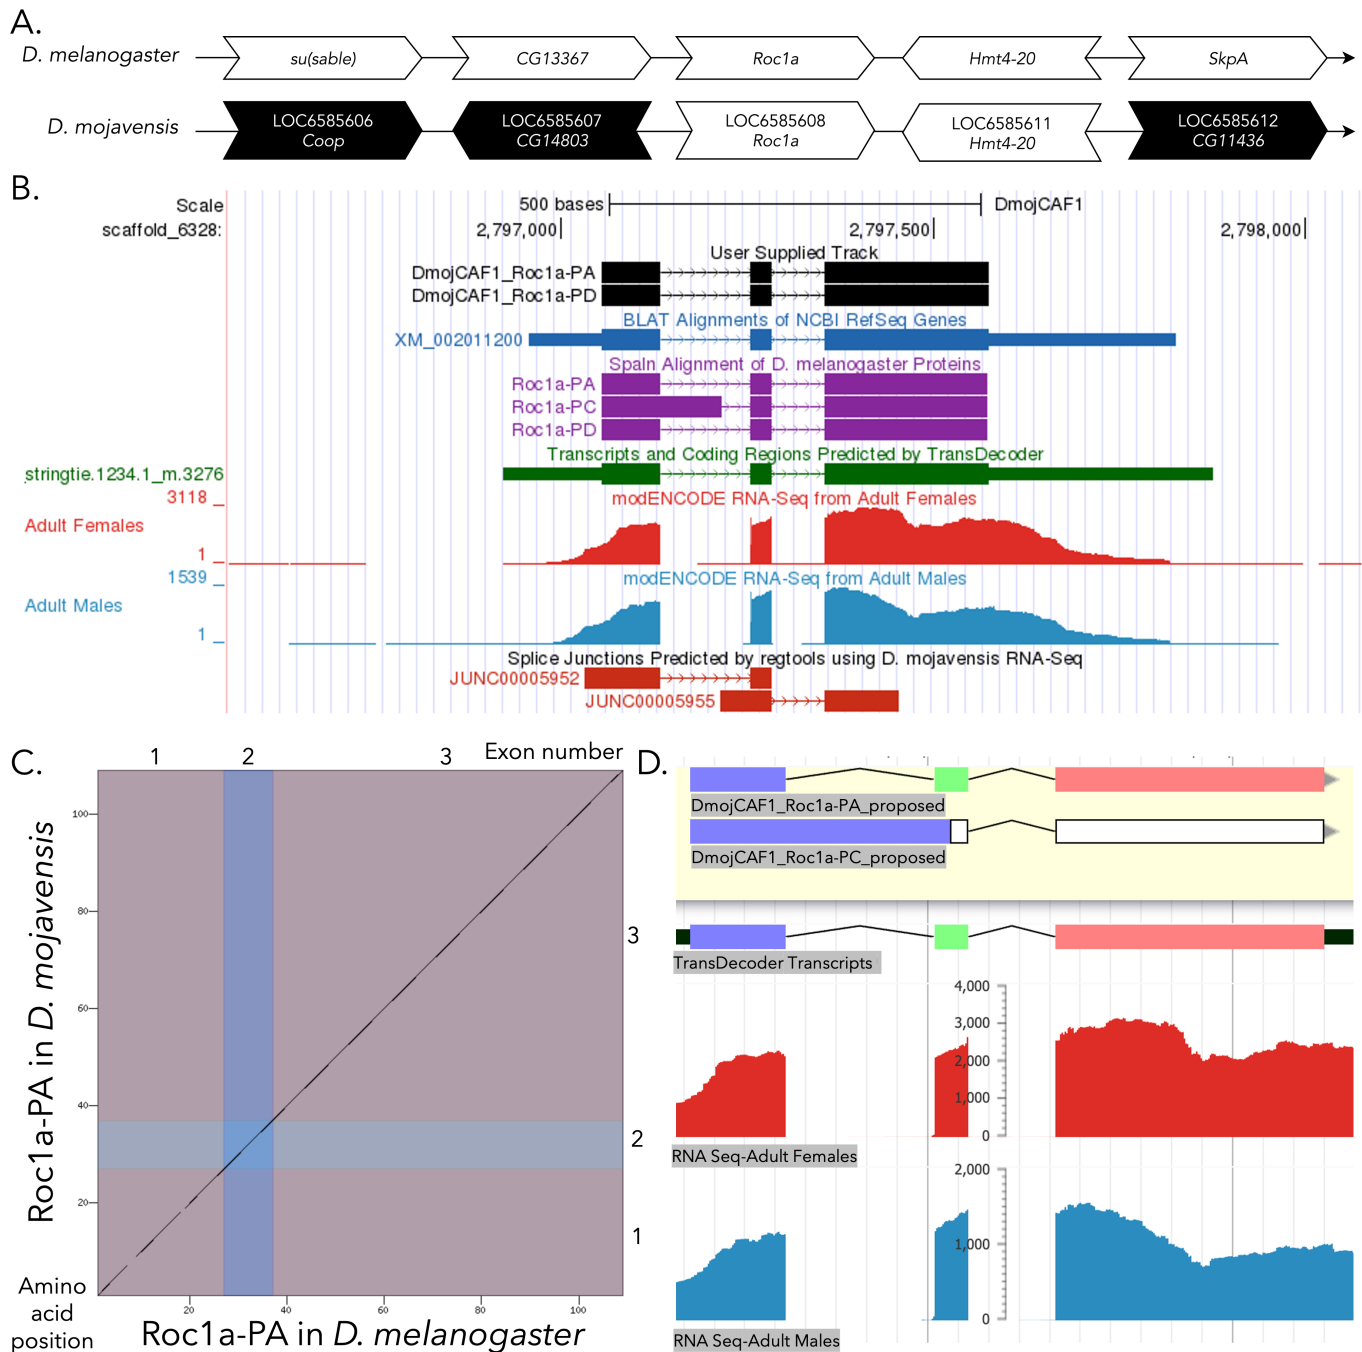 A.
D. melanogaster
su(sable)
CG13367
Roc1a
Hmt4-20
SkpA
D. mojavensis
LOC6585606
Coop
LOC6585607
CG14803
LOC6585608
Roc1a
LOC6585611
Hmt4-20
LOC6585612
CG11436
B.
Scale
500 bases
DmojCAF1
scaffold_6328:
2,797,000
2,797,500
2,798,000
User Supplied Track
DmojCAF1_Roc1a-PA
DmojCAF1_Roc1a-PD
BLAT Alignments of NCBI RefSeq Genes
XM_002011200
Spaln Alignment of D. melanogaster Proteins
Roc1a-PA
Roc1a-PC
Roc1a-PD
Transcripts and Coding Regions Predicted by TransDecoder
stringtie.1234.1_m.3276
modENCODE RNA-Seq from Adult Females
3118
Adult Females
1
modENCODE RNA-Seq from Adult Males
1539
Adult Males
1
Splice Junctions Predicted by regtools using D. mojavensis RNA-Seq
JUNC00005952
JUNC00005955
C.
1
2
3
Exon number
100
80
60
40
20
Roc1a-PA in D. mojavensis
3
2
1
Amino
acid
position
20
40
60
80
100
Roc1a-PA in D. melanogaster
D.
DmojCAF1_Roc1a-PA_proposed
DmojCAF1_Roc1a-PC_proposed
TransDecoder Transcripts
4,000
3,000
2,000
1,000
0
RNA Seq-Adult Females
2,000
1,000
0
RNA Seq-Adult Males